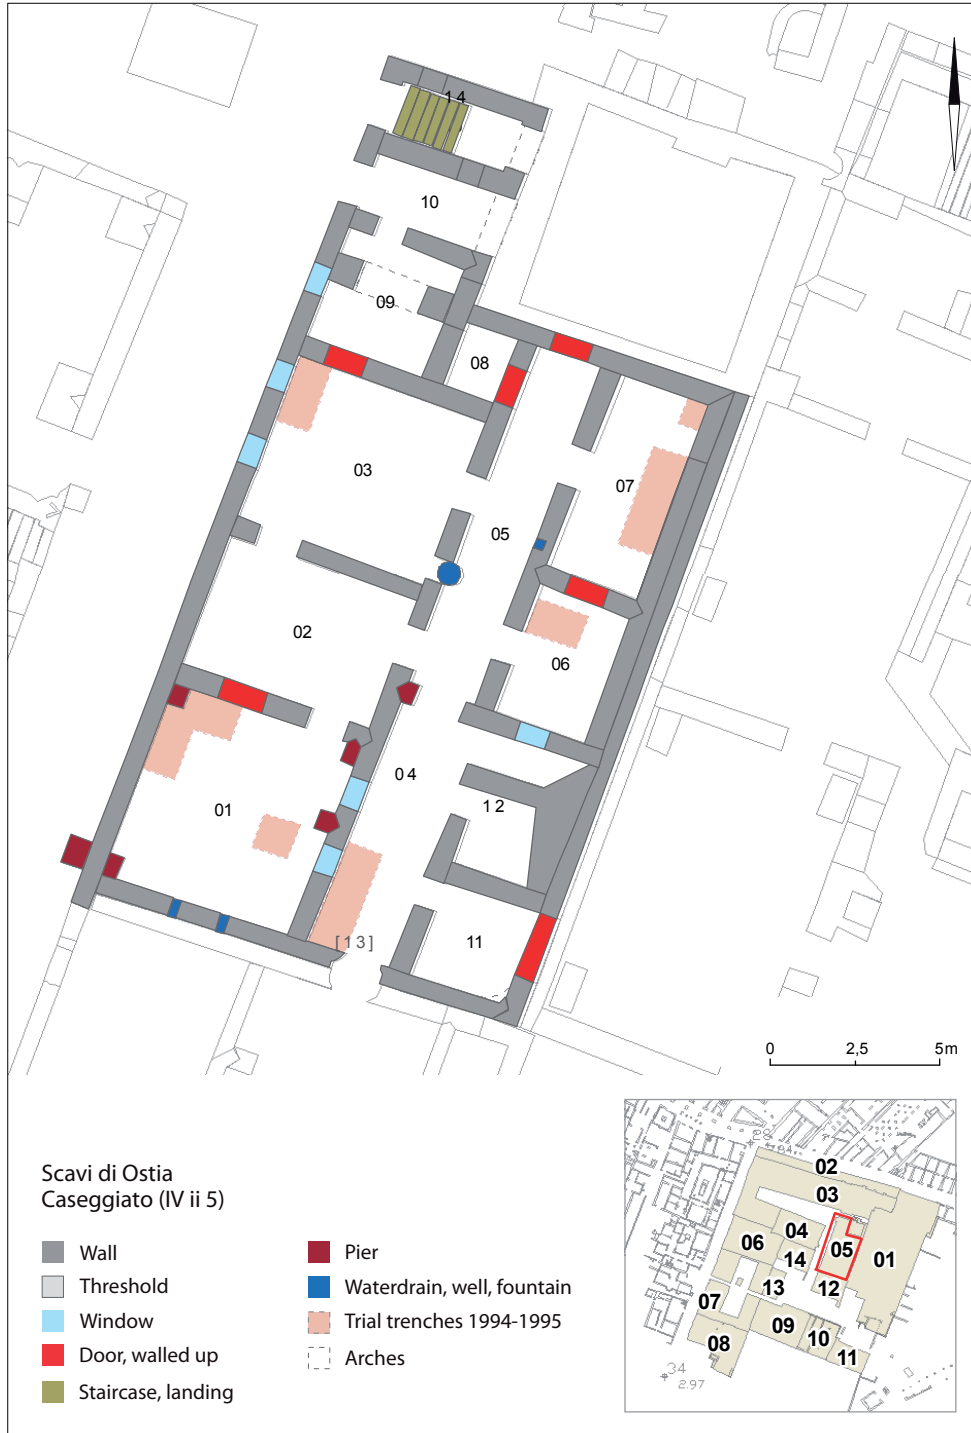 14
10
09
08
03
07
05
02
06
04
01
12
[13]
11
0 2,5 5m
Scavi di Ostia
Caseggiato (IV ii 5)
Wall
Threshold
Window
Door, walled up
Staircase, landing
Pier
Waterdrain, well, fountain
Trial trenches 1994-1995
Arches
02
03
04
05
01
06
14
13
12
07
09
10
08
11
34
2.97